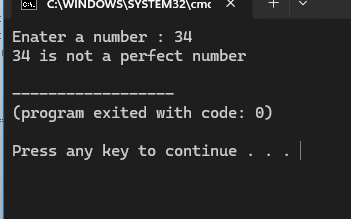 C:\WINDOWS\SYSTEM32\cmd
Enater a number : 34
34 is not a perfect number
------------------
(program exited with code: 0)
Press any key to continue . . .